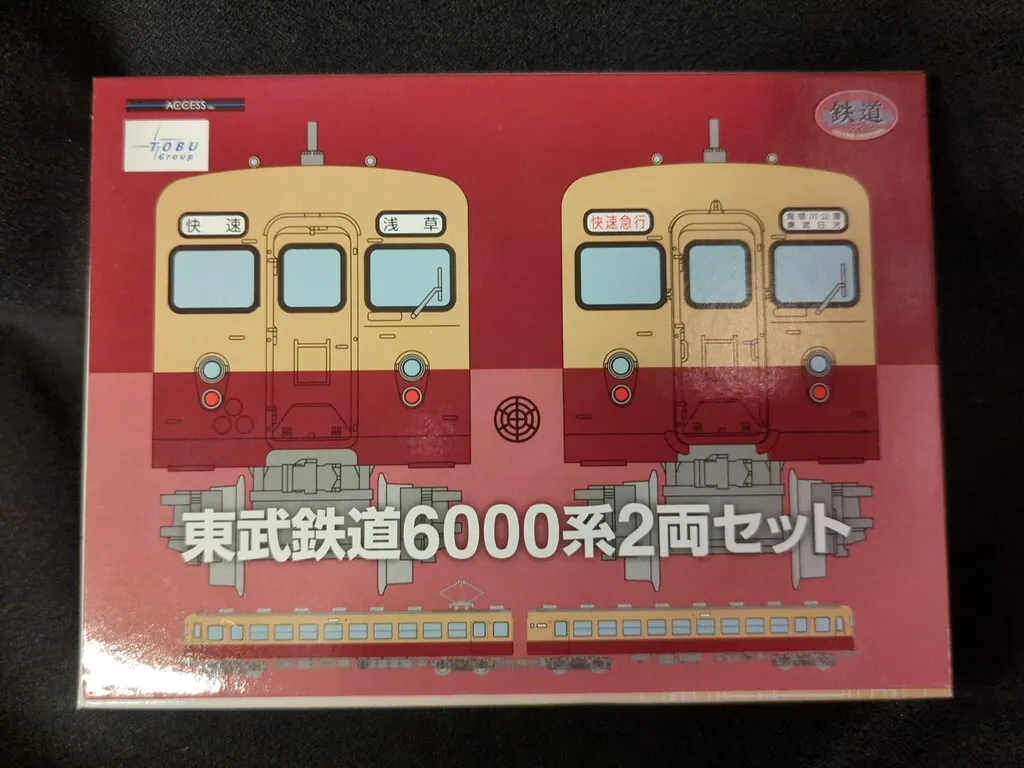 ACCESS
鉄道
TOBU
Group
快速
浅草
快速急行
鬼怒川公園
東武日光
東武鉄道6000系2両セット